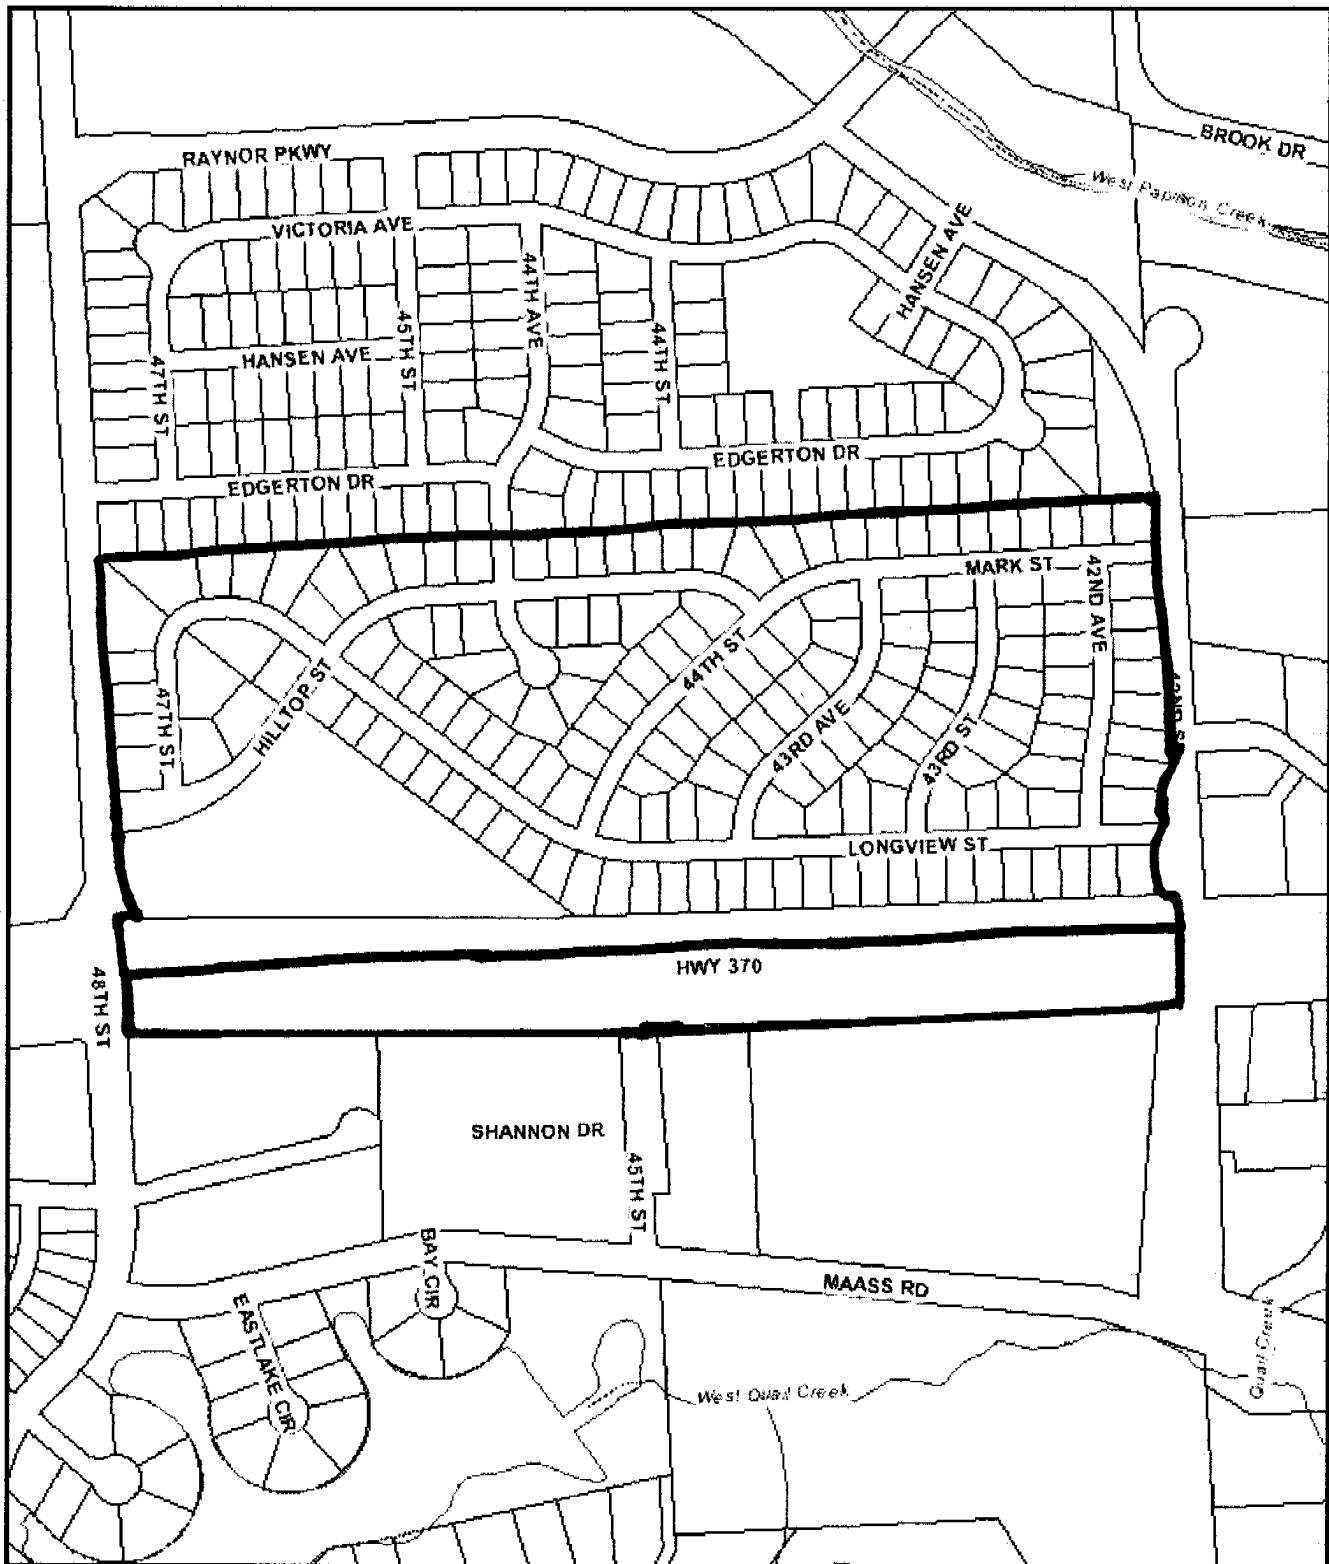 BROOK DR
RAYNOR PKWY
West Papillion Creek
VICTORIA AVE
HANSEN AVE
44TH AVE
45TH ST
44TH ST
HANSEN AVE
47TH ST
EDGERTON DR
EDGERTON DR
MARK ST
42ND AVE
44TH ST
47TH ST
HILLTOP ST
42ND ST
43RD AVE
43RD ST
LONGVIEW ST
HWY 370
48TH ST
SHANNON DR
45TH ST
BAY CIR
MAASS RD
EASTLAKE CIR
Quail Creek
West Quail Creek